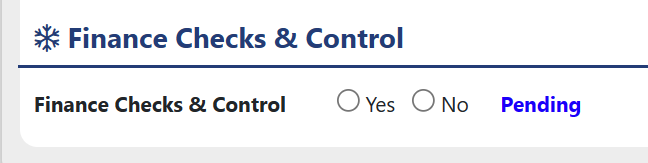 Finance Checks & Control
Finance Checks & Control Yes No Pending